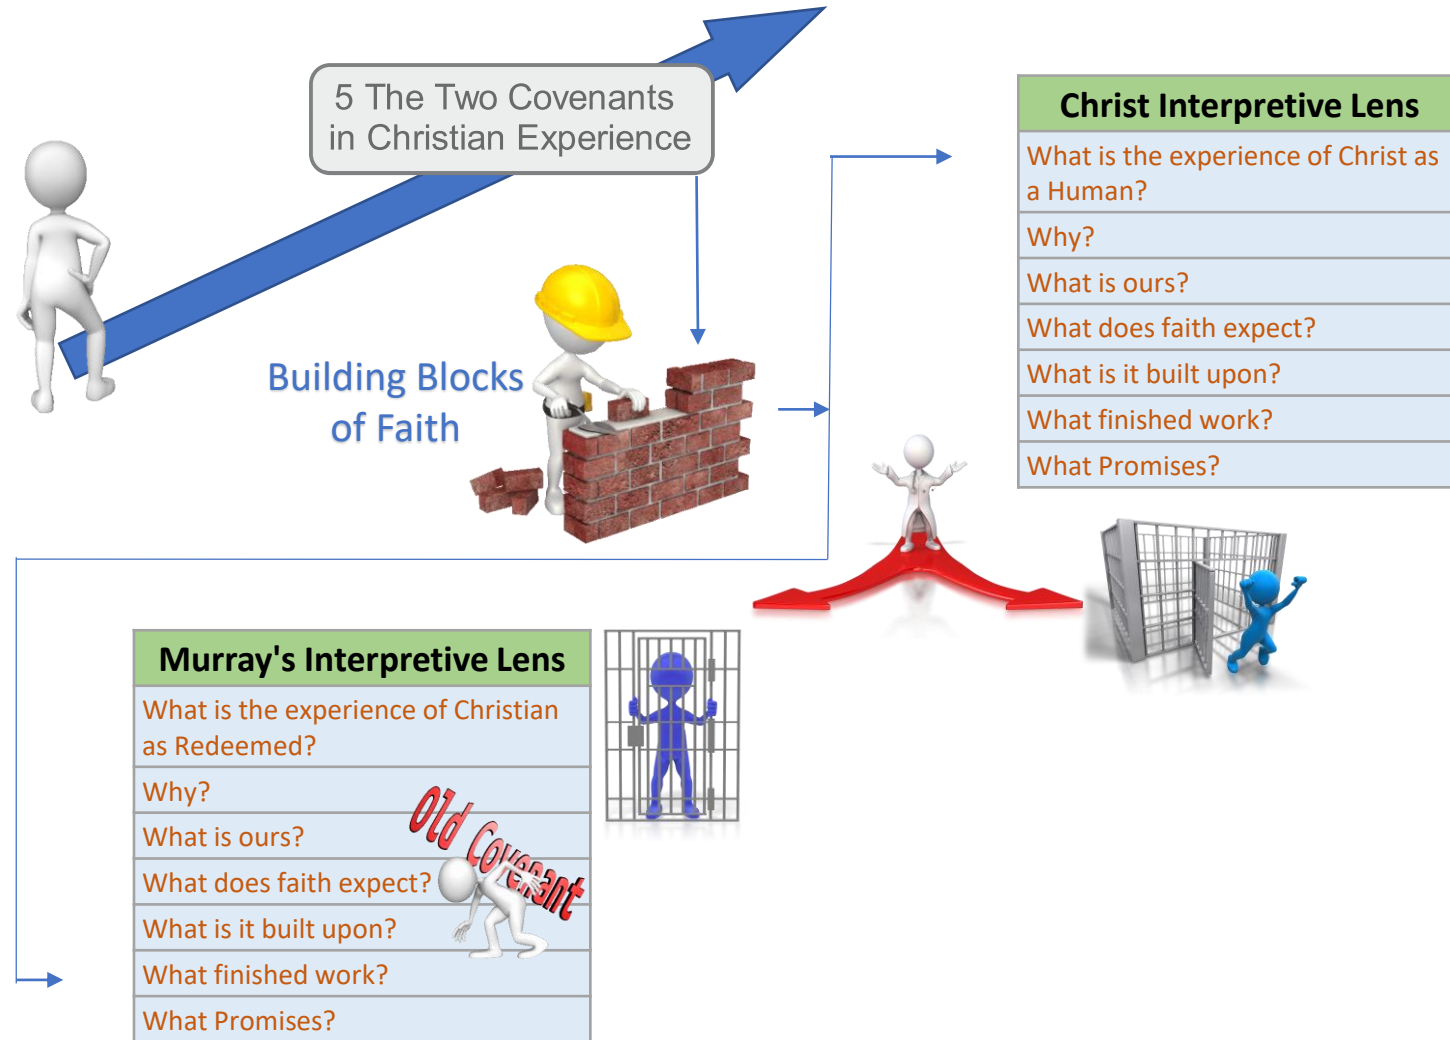 5 The Two Covenants
in Christian Experience
Building Blocks
of Faith
Christ Interpretive Lens
What is the experience of Christ as
a Human?
Why?
What is ours?
What does faith expect?
What is it built upon?
What finished work?
What Promises?
Murray's Interpretive Lens
What is the experience of Christian
as Redeemed?
Why?
What is ours?
What does faith expect?
What is it built upon?
What finished work?
What Promises?
Old Covenant